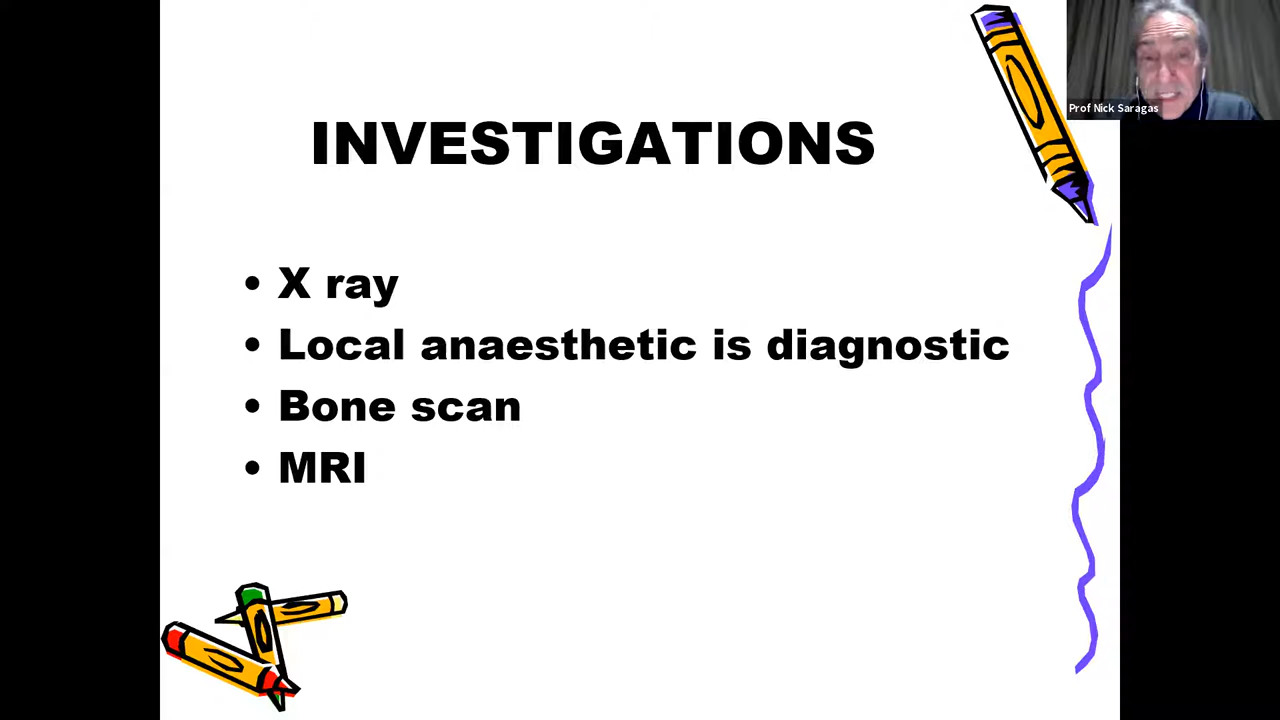 Prof Nick Saragas
INVESTIGATIONS
• X ray
• Local anaesthetic is diagnostic
• Bone scan
• MRI